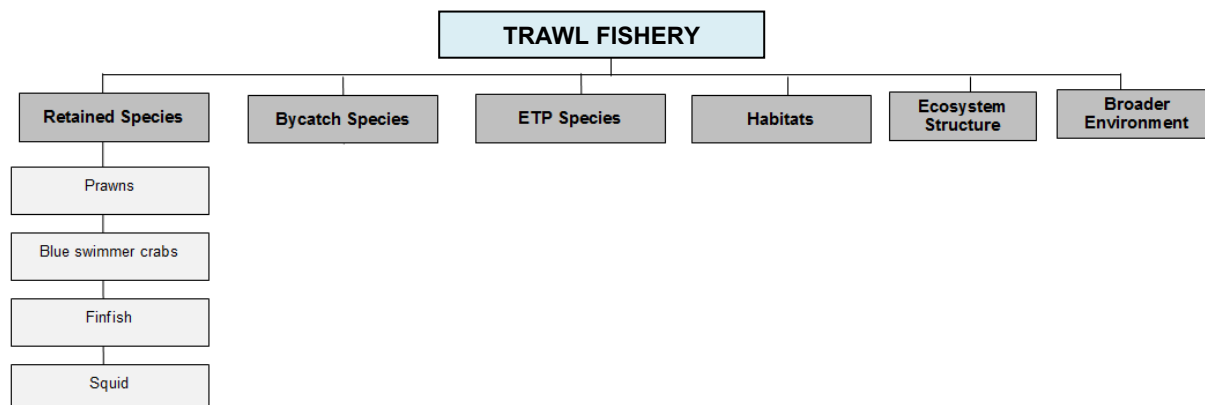 TRAWL FISHERY
Retained Species
Bycatch Species
ETP Species
Habitats
Ecosystem
Structure
Broader
Environment
Prawns
Blue swimmer crabs
Finfish
Squid